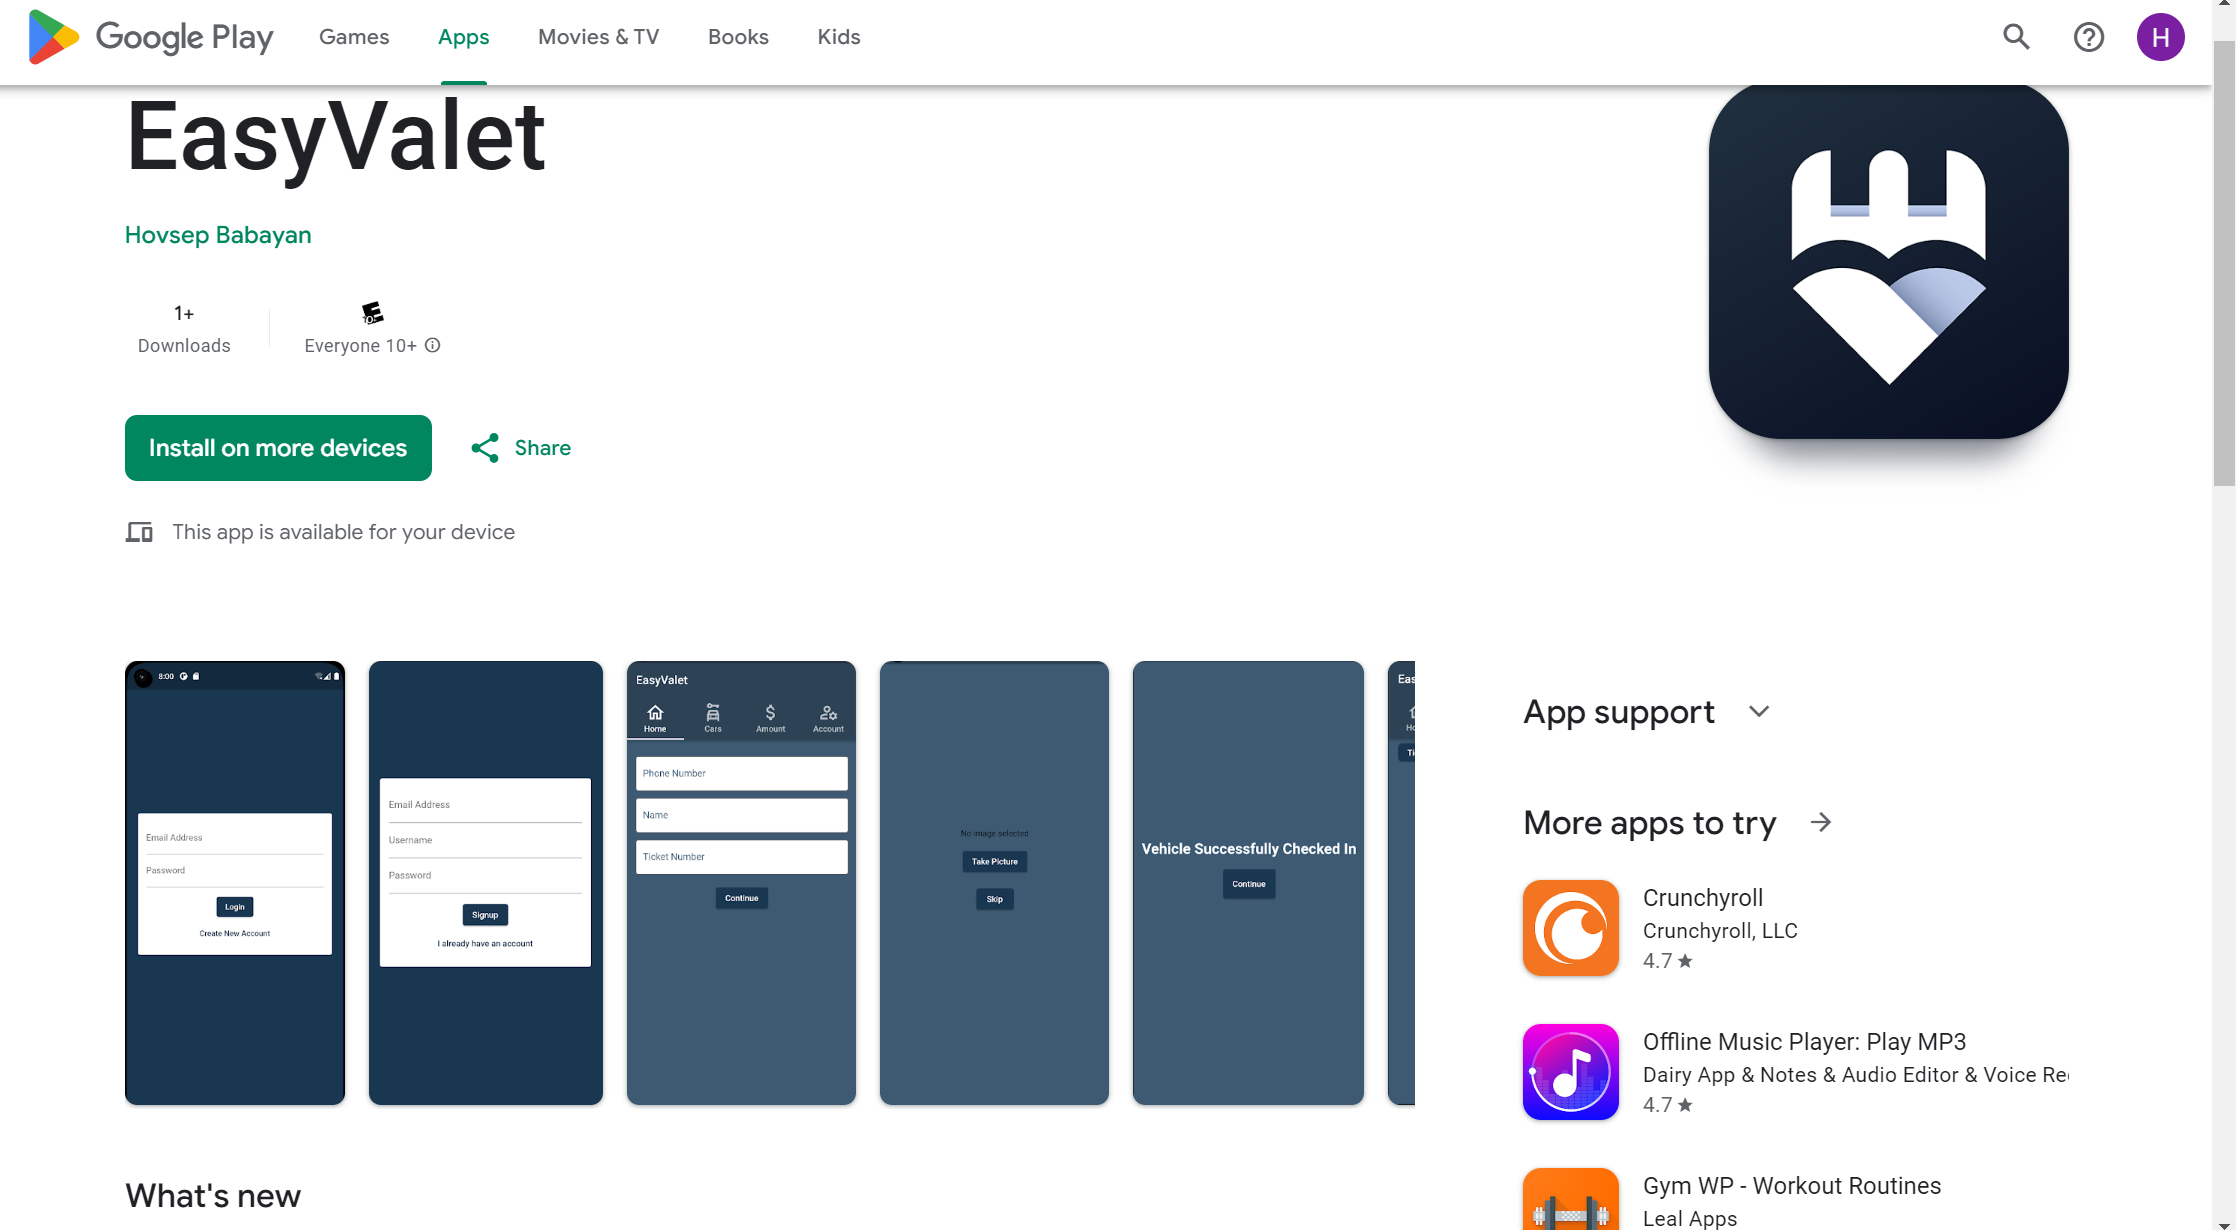 Google Play Games Apps Movies & TV Books Kids H
EasyValet
Hovsep Babayan
1+
Downloads
E
Everyone 10+
Install on more devices Share
This app is available for your device
8:00
Email Address
Password
Login
Create New Account
Email Address
Username
Password
Signup
I already have an account
EasyValet
Home Cars Amount Account
Phone Number
Name
Ticket Number
Continue
No image selected
Take Picture
Skip
Vehicle Successfully Checked In
Continue
App support
More apps to try
Crunchyroll
Crunchyroll, LLC
4.7
Offline Music Player: Play MP3
Dairy App & Notes & Audio Editor & Voice
4.7
Gym WP - Workout Routines
Leal Apps
What's new